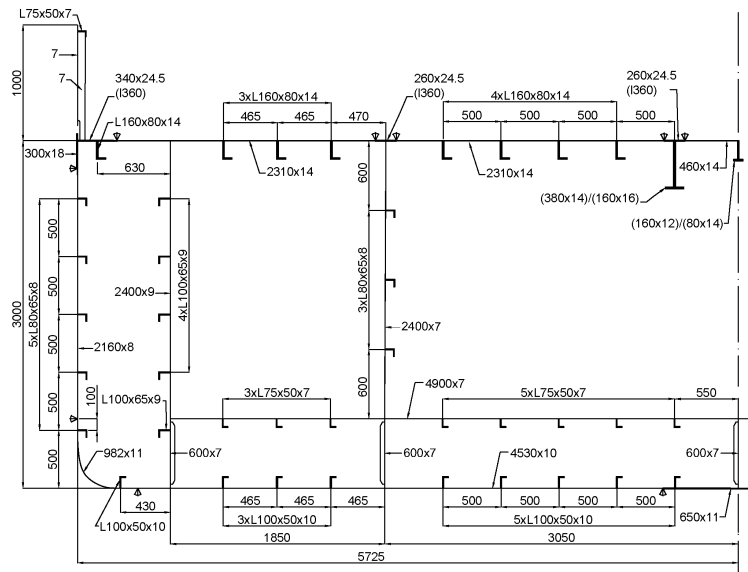 L75x50x7
7
7
1000
340x24.5
(I360)
L160x80x14
3xL160x80x14
465
465
470
260x24.5
(I360)
4xL160x80x14
500
500
500
500
260x24.5
(I360)
300x18
630
2310x14
600
2310x14
460x14
(380x14)/(160x16)
(160x12)/(80x14)
3000
5xL80x65x8
500
500
500
500
500
2400x9
4xL100x65x9
2160x8
3xL80x65x8
2400x7
600
100
L100x65x9
3xL75x50x7
4900x7
5xL75x50x7
550
982x11
600x7
600x7
4530x10
600x7
430
L100x50x10
465
465
465
3xL100x50x10
500
500
500
500
5xL100x50x10
650x11
1850
3050
5725